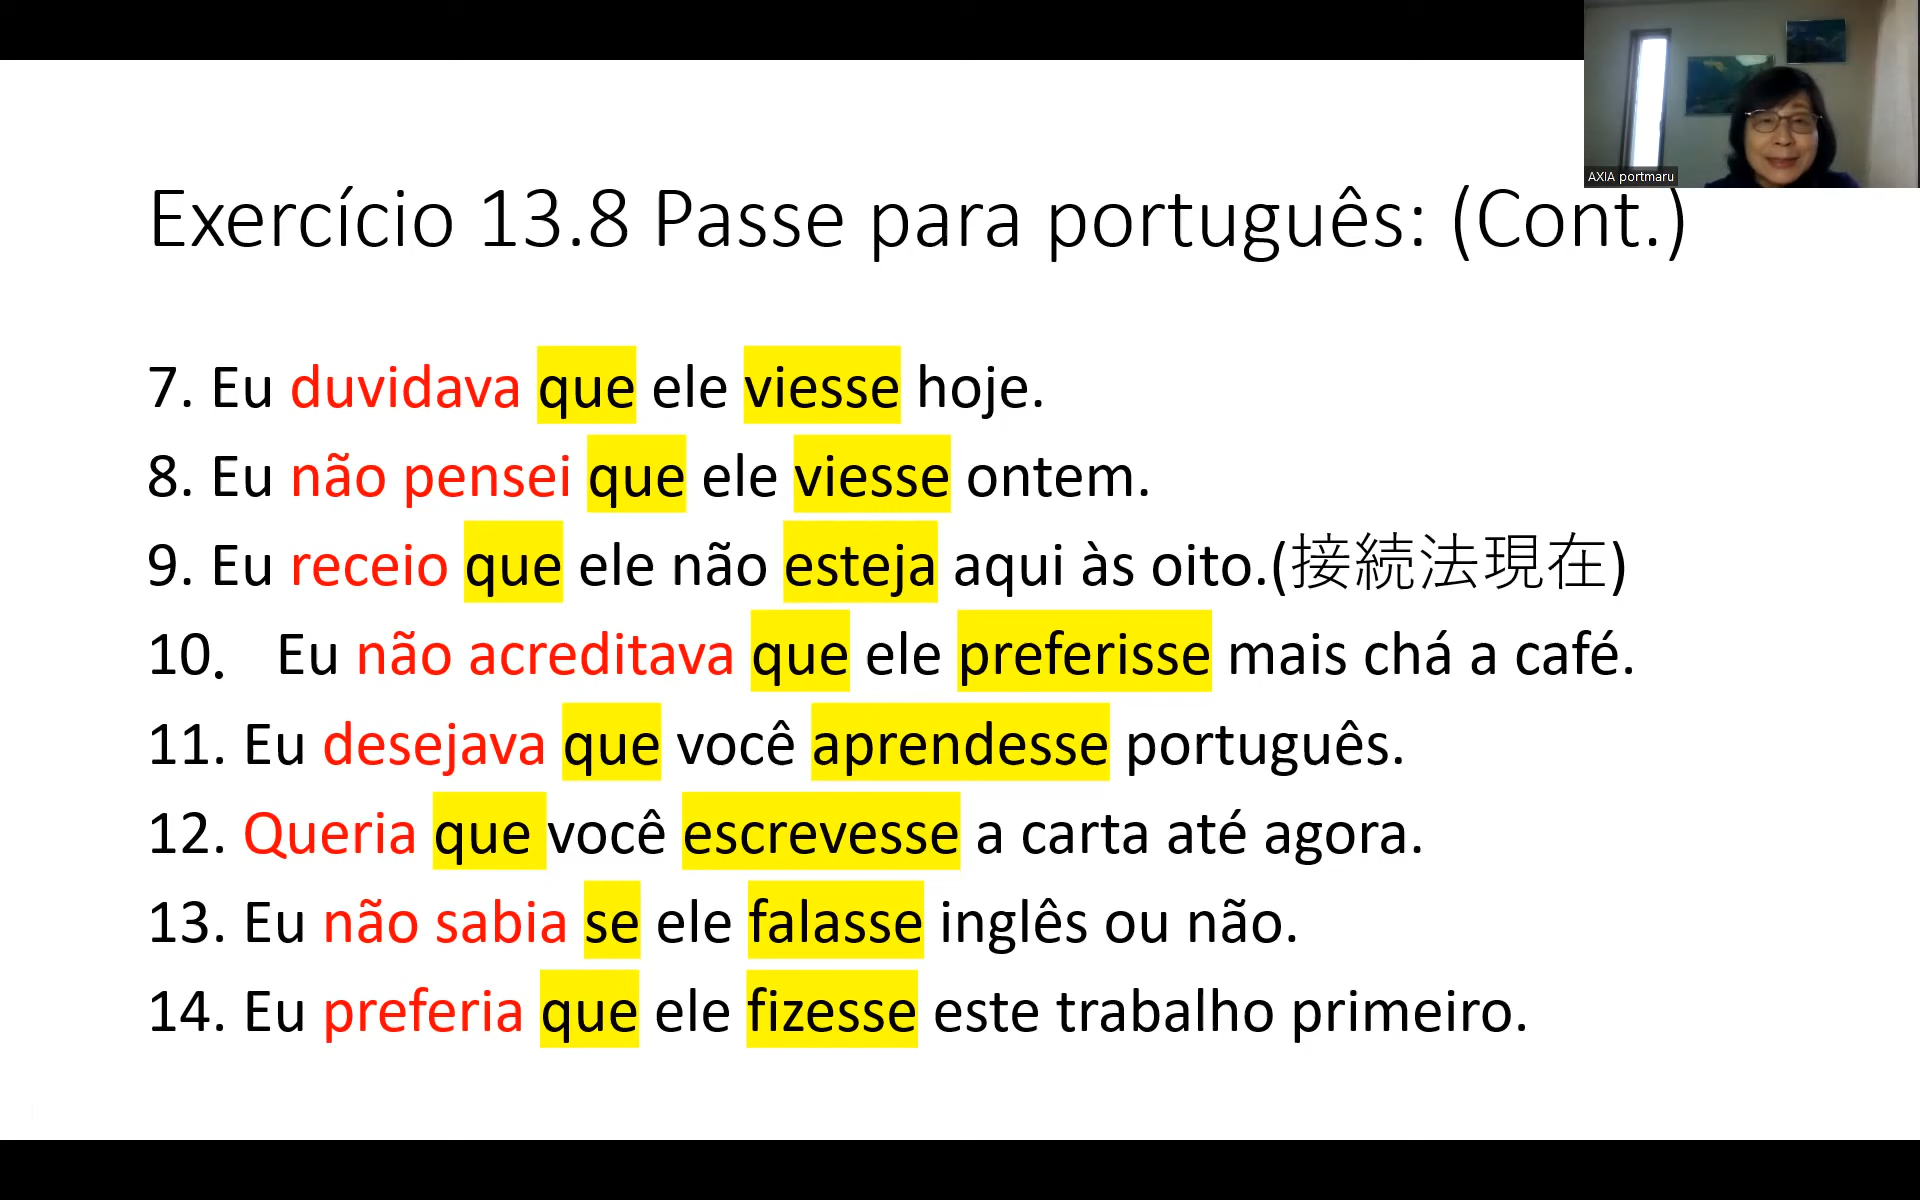 AXIA portmaru
Exercício 13.8 Passe para português: (Cont.)
7. Eu duvidava que ele viesse hoje.
8. Eu não pensei que ele viesse ontem.
9. Eu receio que ele não esteja aqui às oito.(接続法現在)
10. Eu não acreditava que ele preferisse mais chá a café.
11. Eu desejava que você aprendesse português.
12. Queria que você escrevesse a carta até agora.
13. Eu não sabia se ele falasse inglês ou não.
14. Eu preferia que ele fizesse este trabalho primeiro.